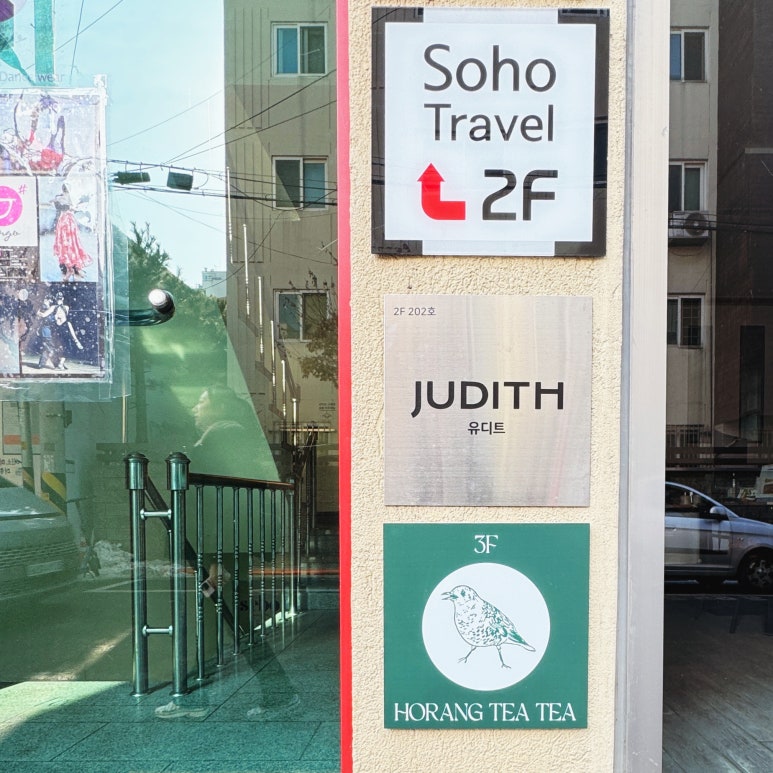 Soho
Travel
2F
2F 202호
JUDITH
유디트
3F
HORANG TEA TEA